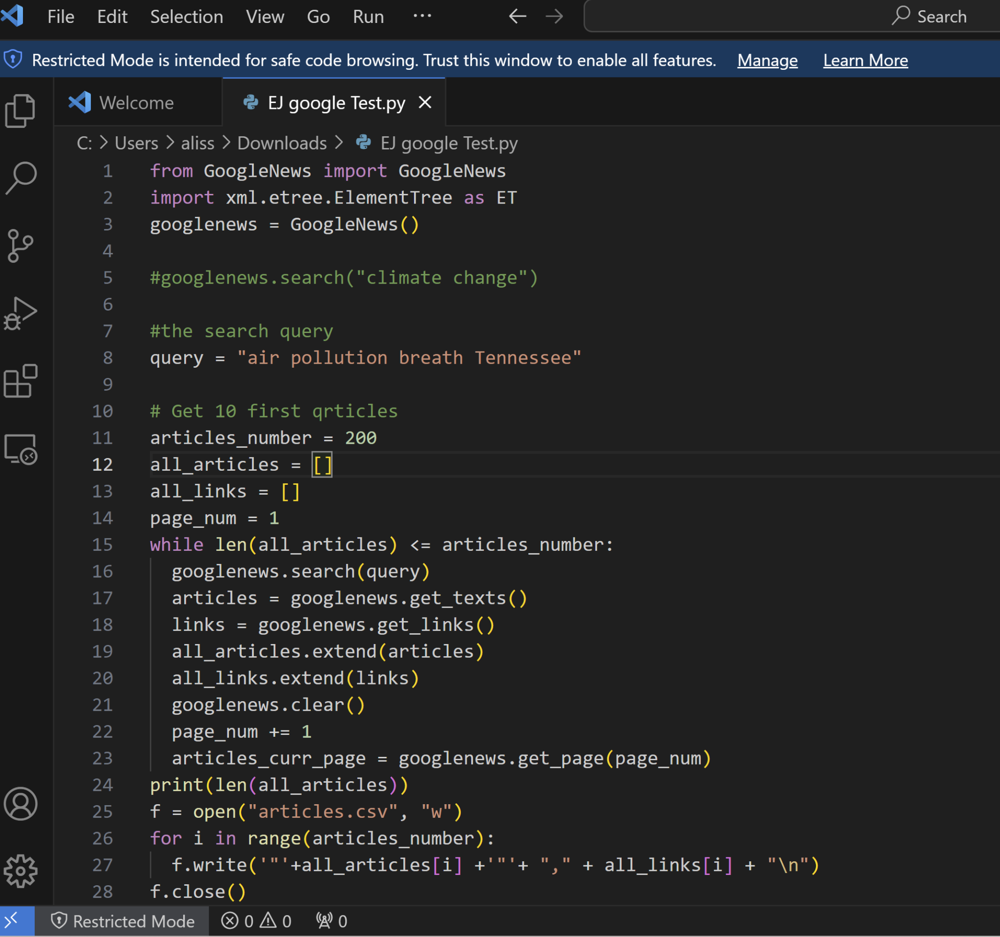 File Edit Selection View Go Run ··· Search
Restricted Mode is intended for safe code browsing. Trust this window to enable all features. Manage Learn More
Welcome EJ google Test.py
C: > Users > aliss > Downloads > EJ google Test.py
1 from GoogleNews import GoogleNews
2 import xml.etree.ElementTree as ET
3 googlenews = GoogleNews()
4
5 #googlenews.search("climate change")
6
7 #the search query
8 query = "air pollution breath Tennessee"
9
10 # Get 10 first qrticles
11 articles_number = 200
12 all_articles = []
13 all_links = []
14 page_num = 1
15 while len(all_articles) <= articles_number:
16   googlenews.search(query)
17   articles = googlenews.get_texts()
18   links = googlenews.get_links()
19   all_articles.extend(articles)
20   all_links.extend(links)
21   googlenews.clear()
22   page_num += 1
23   articles_curr_page = googlenews.get_page(page_num)
24 print(len(all_articles))
25 f = open("articles.csv", "w")
26 for i in range(articles_number):
27   f.write('"'+all_articles[i] +'"'+ "," + all_links[i] + "\n")
28 f.close()
Restricted Mode 0 0 0